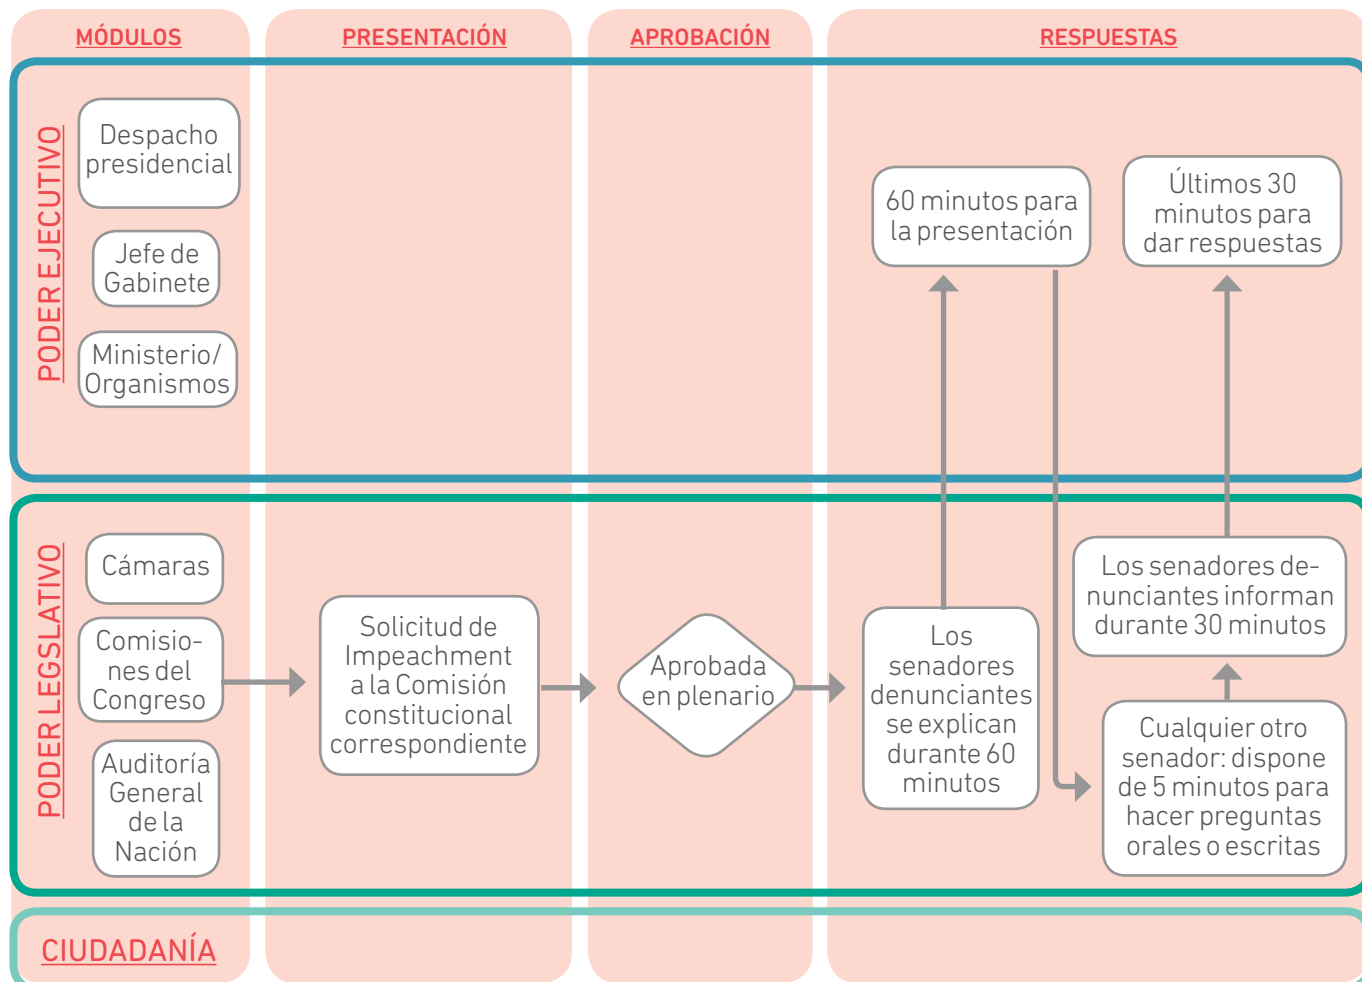 MÓDULOS
PRESENTACIÓN
APROBACIÓN
RESPUESTAS
PODER EJECUTIVO
Despacho
presidencial
Jefe de
Gabinete
Ministerio/
Organismos
60 minutos para
la presentación
Últimos 30
minutos para
dar respuestas
PODER LEGSLATIVO
Cámaras
Comisio-
nes del
Congreso
Auditoría
General
de la
Nación
Solicitud de
Impeachment
a la Comisión
constitucional
correspondiente
Aprobada
en plenario
Los
senadores
denunciantes
se explican
durante 60
minutos
Los senadores de-
nunciantes informan
durante 30 minutos
Cualquier otro
senador: dispone
de 5 minutos para
hacer preguntas
orales o escritas
CIUDADANÍA